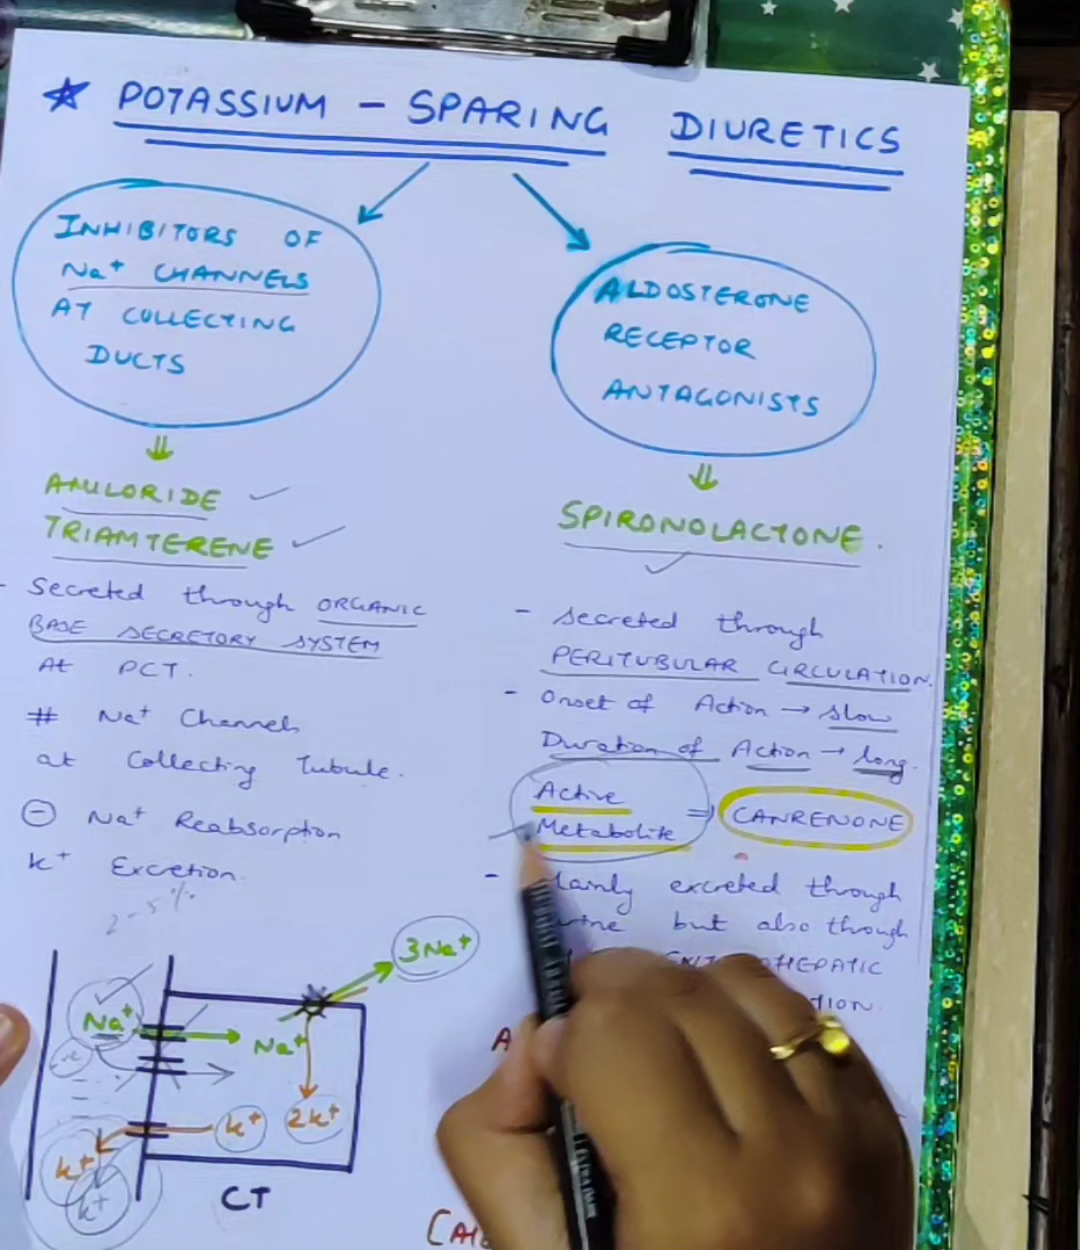 POTASSIUM - SPARING DIURETICS
INHIBITORS OF
Na⁺ CHANNELS
AT COLLECTING
DUCTS
AMILORIDE
TRIAMTERENE
- Secreted through ORGANIC
BASE SECRETORY SYSTEM
At PCT.
# Na⁺ Channels
at Collecting Tubule.
⊖ Na⁺ Reabsorption
K⁺ Excretion
2-5%
3Na⁺
Na⁺
Na⁺
K⁺
2K⁺
K⁺
K⁺
CT
ALDOSTERONE
RECEPTOR
ANTAGONISTS
SPIRONOLACTONE.
- Secreted through
PERITUBULAR CIRCULATION.
- Onset of Action → slow
Duration of Action → long.
Active
Metabolite
⇒ CANRENONE
- excreted through
but also through